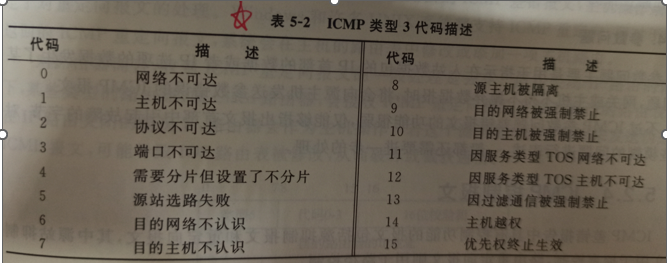 表 5-2 ICMP 类型 3 代码描述
代码 描 述
0 网络不可达
1 主机不可达
2 协议不可达
3 端口不可达
4 需要分片但设置了不分片
5 源站选路失败
6 目的网络不认识
7 目的主机不认识
代码 描 述
8 源主机被隔离
9 目的网络被强制禁止
10 目的主机被强制禁止
11 因服务类型 TOS 网络不可达
12 因服务类型 TOS 主机不可达
13 因过滤通信被强制禁止
14 主机越权
15 优先权终止生效